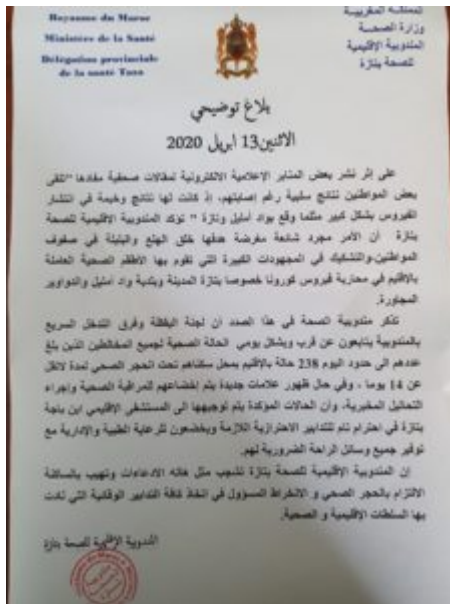 Royaume du Maroc
Ministère de la Santé
Délégation provinciale
de la santé Taza
المملكة المغربية
وزارة الصحة
المندوبية الإقليمية
للصحة بتازة
بلاغ توضيحي
الاثنين13 ابريل 2020
على إثر نشر بعض المنابر الإعلامية الالكترونية لمقالات صحفية مفادها "تلقى
بعض المواطنين نتائج سلبية رغم إصابتهم، إذ كانت لها نتائج وخيمة في انتشار
الفيروس بشكل كبير مثلما وقع بواد أمليل وتازة " تؤكد المندوبية الإقليمية للصحة
بتازة أن الأمر مجرد شائعة مغرضة هدفها خلق الهلع والبلبلة في صفوف
المواطنين،والتشكيك في المجهودات الكبيرة التي تقوم بها الأطقم الصحية العاملة
بالإقليم في محاربة فيروس كورونا خصوصا بتازة المدينة وبلدية واد أمليل والدواوير
المجاورة.
تذكر مندوبية الصحة في هذا الصدد أن لجنة اليقظة وفرق التدخل السريع
بالمندوبية يتابعون عن قرب وبشكل يومي الحالة الصحية لجميع المخالطين الذين بلغ
عددهم الى حدود اليوم 238 حالة بالإقليم بمحل سكناهم تحت الحجر الصحي لمدة لاتقل
عن 14 يوما ، وفي حال ظهور علامات جديدة يتم إخضاعهم للمراقبة الصحية وإجراء
التحاليل المخبرية، وأن الحالات المؤكدة يتم توجيهها الى المستشفى الإقليمي ابن باجة
بتازة في احترام تام للتدابير الاحترازية اللازمة ويخضعون للرعاية الطبية والإدارية مع
توفير جميع وسائل الراحة الضرورية لهم.
إن المندوبية الإقليمية للصحة بتازة تشجب مثل هاته الادعاءات وتهيب بالساكنة
الالتزام بالحجر الصحي و الانخراط المسؤول في اتخاذ كافة التدابير الوقائية التي نادت
بها السلطات الإقليمية و الصحية.
المندوبية الإقليمية للصحة بتازة